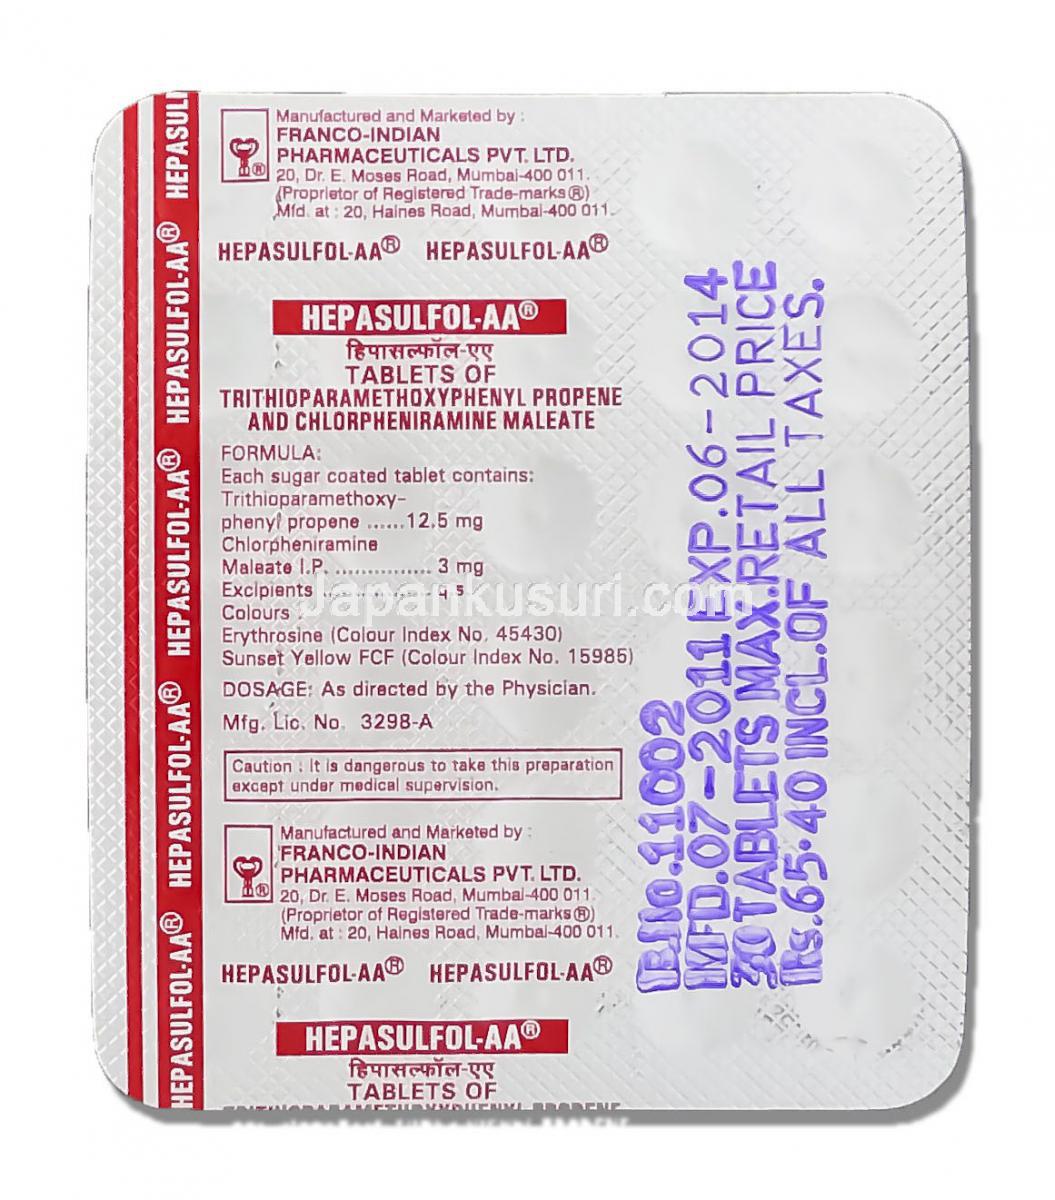 Manufactured and Marketed by :
FRANCO-INDIAN
PHARMACEUTICALS PVT. LTD.
20, Dr. E. Moses Road, Mumbai-400 011.
(Proprietor of Registered Trade-marks ®)
Mfd. at : 20, Haines Road, Mumbai-400 011.
HEPASULFOL-AA® HEPASULFOL-AA®
HEPASULFOL-AA®
हिपासल्फॉल-एए
TABLETS OF
TRITHIOPARAMETHOXYPHENYL PROPENE
AND CHLORPHENIRAMINE MALEATE
FORMULA:
Each sugar coated tablet contains:
Trithioparamethoxy-
phenyl propene ......12.5 mg
Chlorpheniramine
Maleate I.P. ............... 3 mg
Excipients ................. q.s.
Colours :
Erythrosine (Colour Index No. 45430)
Sunset Yellow FCF (Colour Index No. 15985)
DOSAGE: As directed by the Physician.
Mfg. Lic. No. 3298-A
Caution : It is dangerous to take this preparation
except under medical supervision.
Manufactured and Marketed by :
FRANCO-INDIAN
PHARMACEUTICALS PVT. LTD.
20, Dr. E. Moses Road, Mumbai-400 011.
(Proprietor of Registered Trade-marks ®)
Mfd. at : 20, Haines Road, Mumbai-400 011.
HEPASULFOL-AA® HEPASULFOL-AA®
HEPASULFOL-AA®
हिपासल्फॉल-एए
TABLETS OF
TRITHIOPARAMETHOXYPHENYL PROPENE
HEPASULFOL-AA® HEPASULFOL-AA® HEPASULFOL-AA® HEPASULFOL-AA® HEPASUL
B.No.11002
MFD.07-2011 EXP.06-2014
30 TABLETS MAX.RETAIL PRICE
Rs.65.40 INCL.OF ALL TAXES.
Japankusuri.com